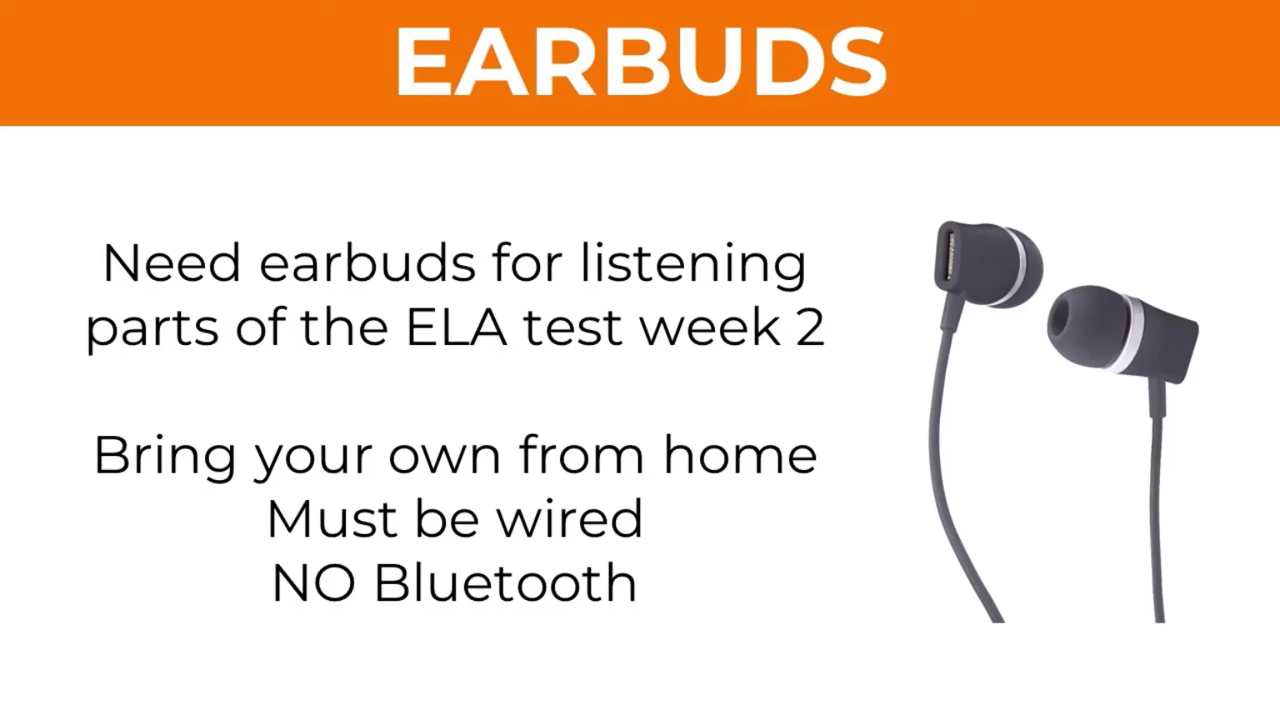 EARBUDS
Need earbuds for listening
parts of the ELA test week 2
Bring your own from home
Must be wired
NO Bluetooth